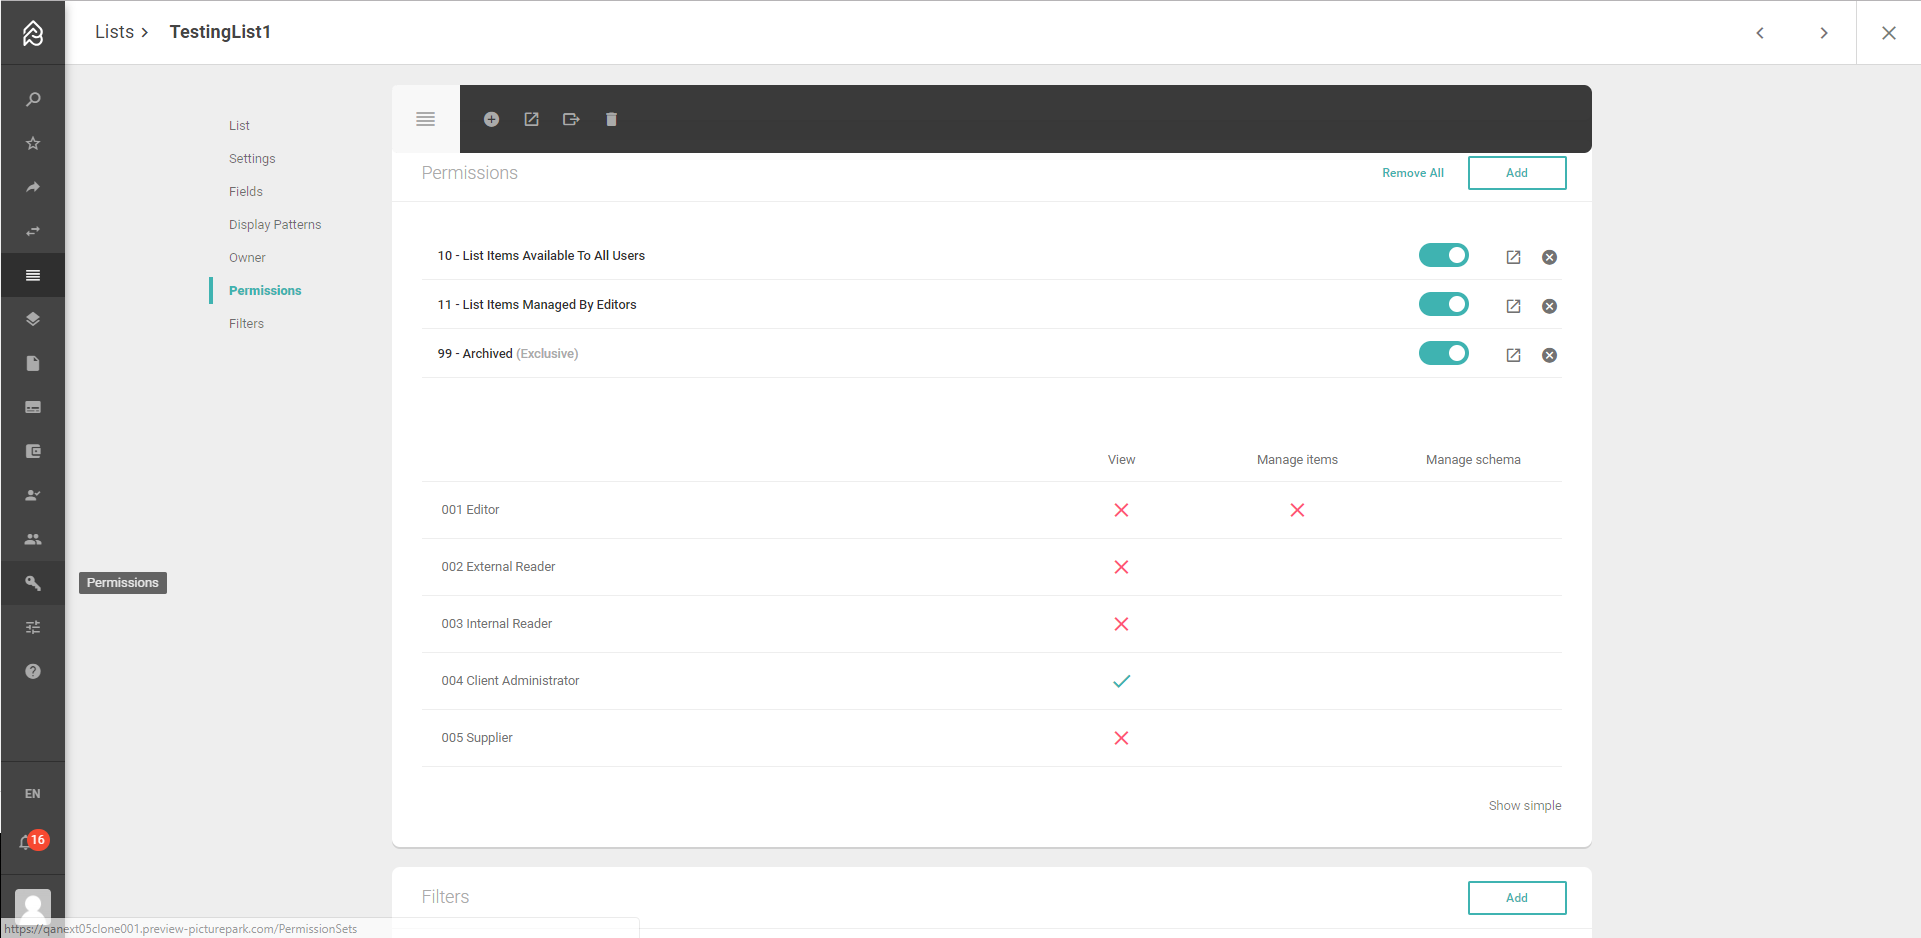 Lists > TestingList1
List
Settings
Fields
Display Patterns
Owner
Permissions
Filters
Permissions
Remove All
Add
10 - List Items Available To All Users
11 - List Items Managed By Editors
99 - Archived (Exclusive)
View Manage items Manage schema
001 Editor
002 External Reader
003 Internal Reader
004 Client Administrator
005 Supplier
Show simple
Filters
Add
Permissions
EN
16
https://qanext05clone001.preview-picturepark.com/PermissionSets